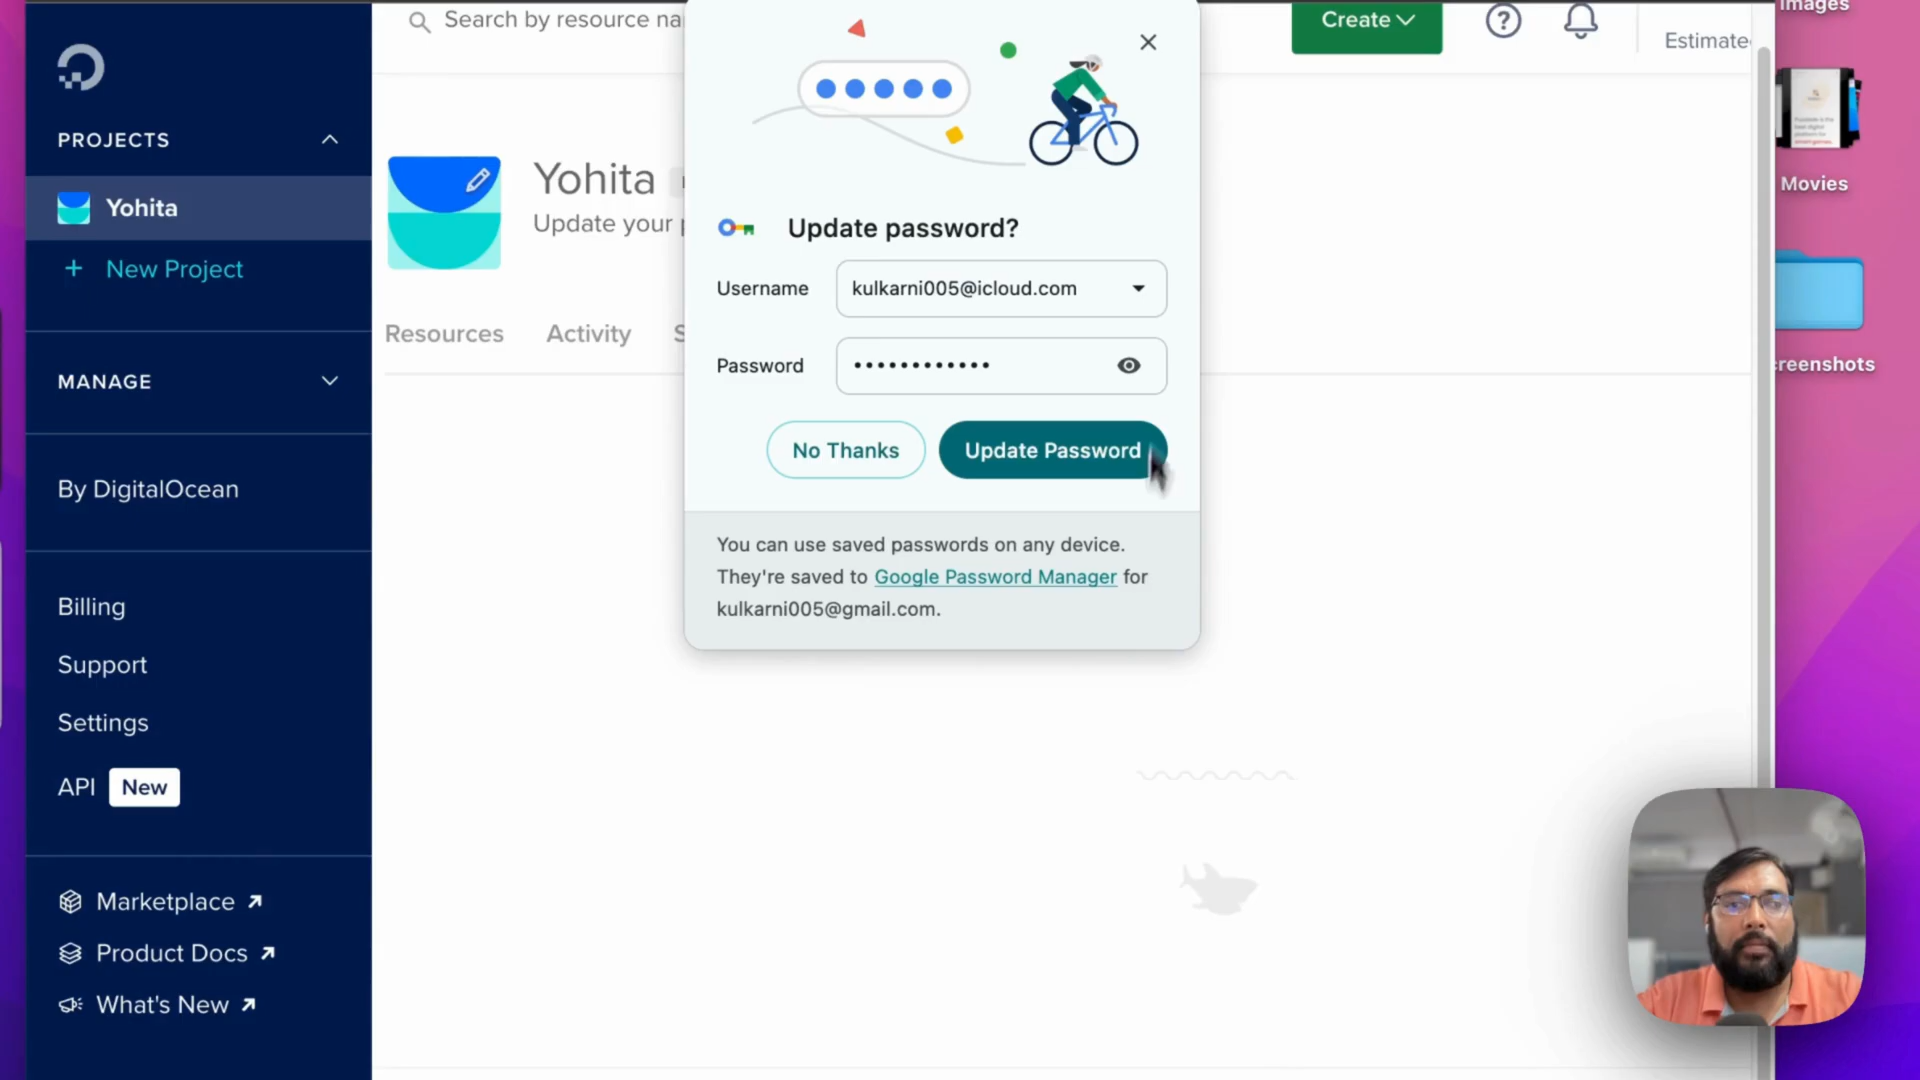 Search by resource na
Create
Estimate
Images
PROJECTS
Yohita
New Project
MANAGE
By DigitalOcean
Billing
Support
Settings
API New
Marketplace
Product Docs
What's New
Yohita
Update your
Resources Activity
Update password?
Username kulkarni005@icloud.com
Password ••••••••••••
No Thanks Update Password
You can use saved passwords on any device.
They're saved to Google Password Manager for
kulkarni005@gmail.com.
Movies
creenshots